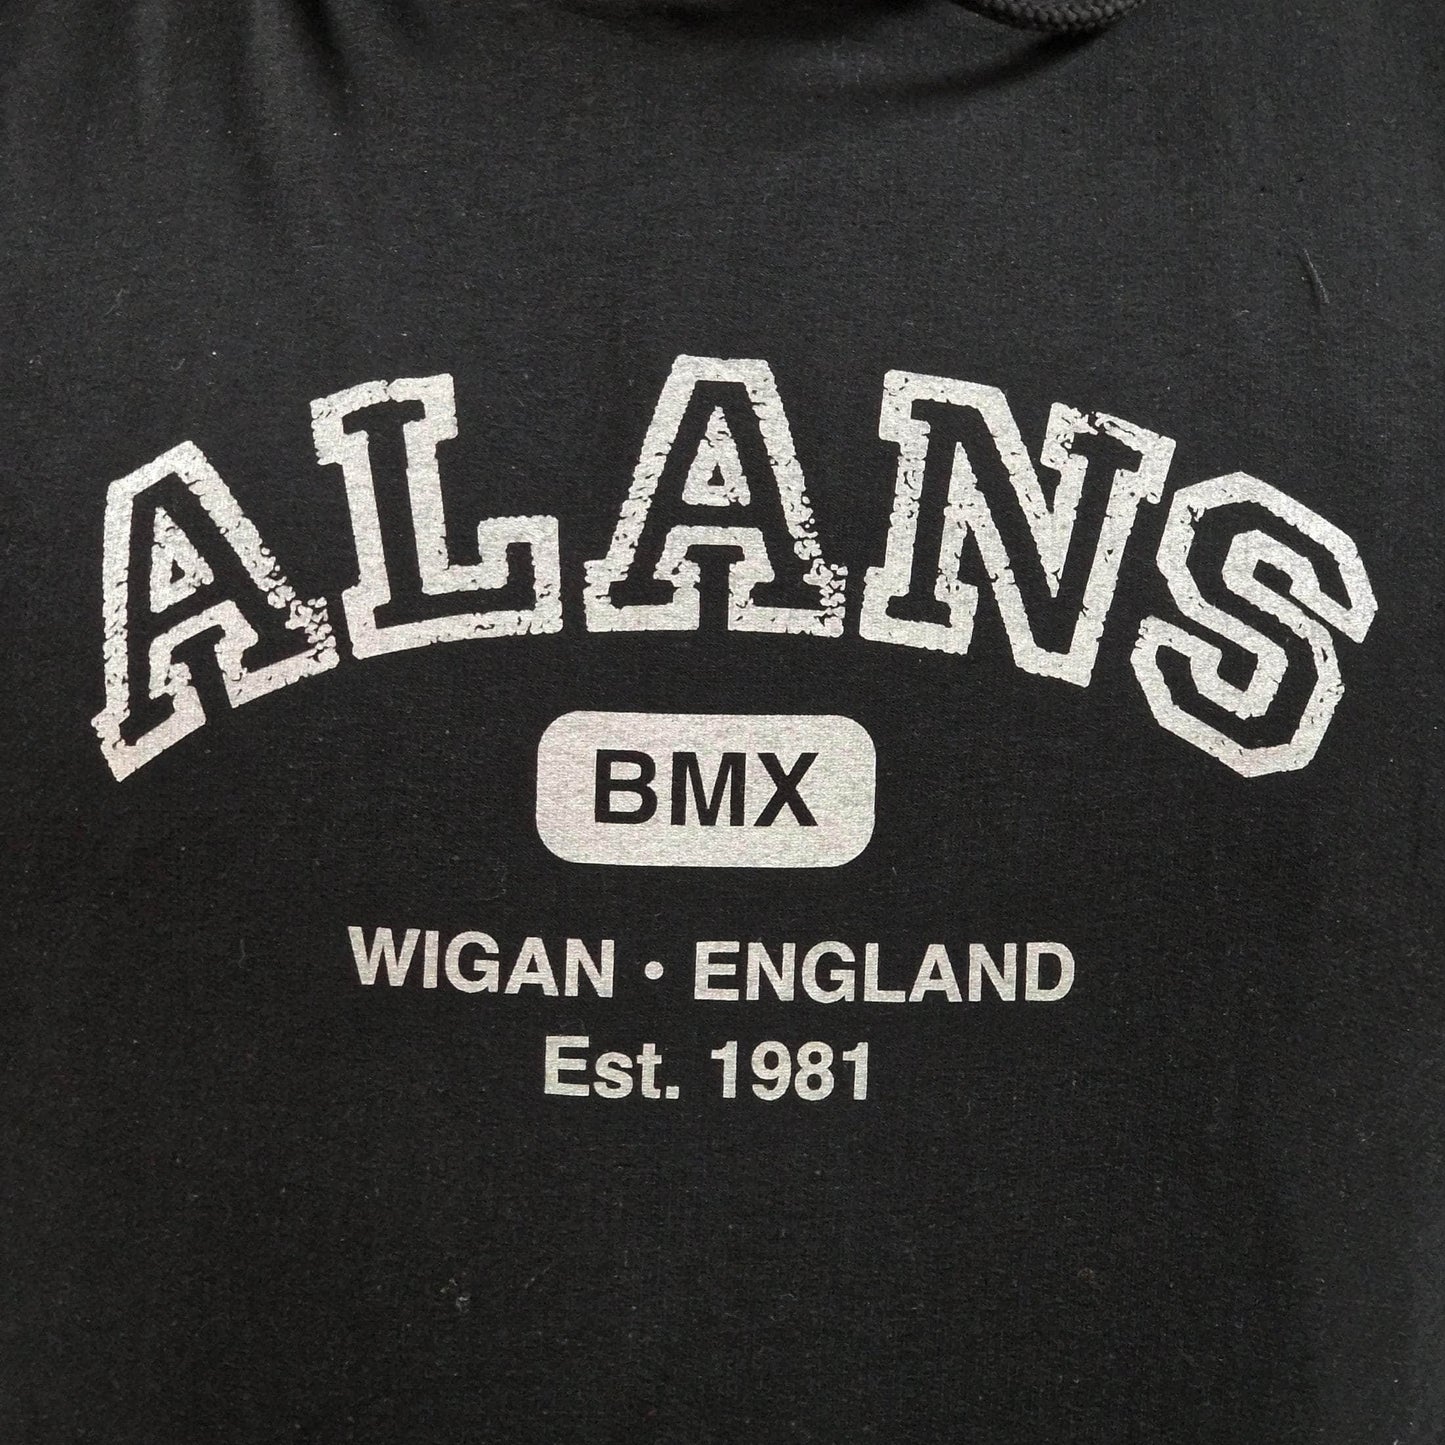 ALANS
BMX
WIGAN • ENGLAND
Est. 1981